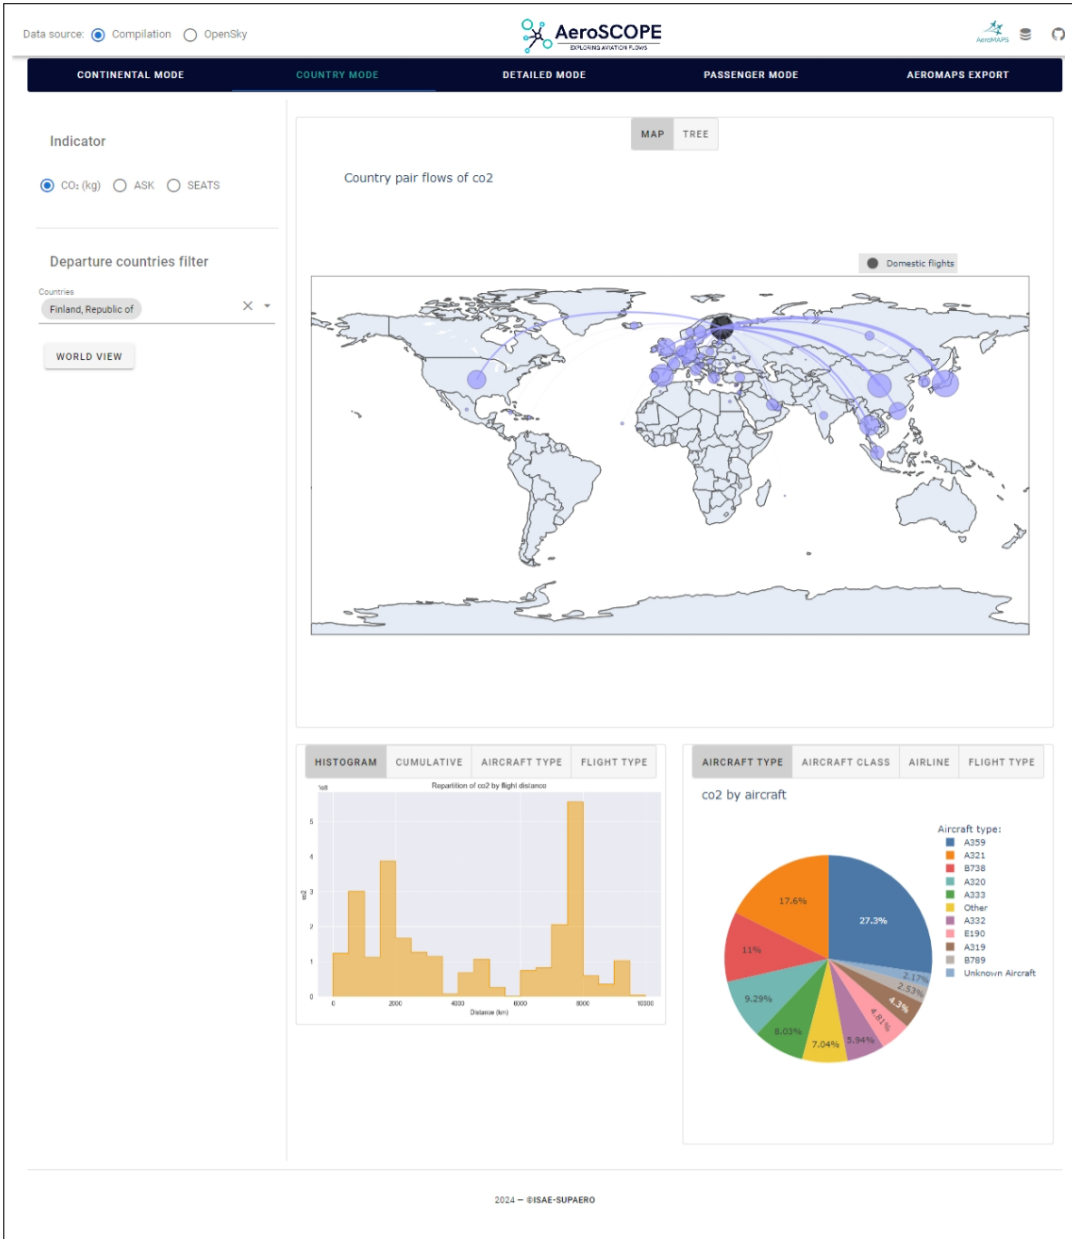 Data source: Compilation OpenSky
AeroSCOPE
EXPLORING AVIATION FLOWS
AeroMAPS
CONTINENTAL MODE COUNTRY MODE DETAILED MODE PASSENGER MODE AEROMAPS EXPORT
Indicator
CO₂ (kg) ASK SEATS
Departure countries filter
Countries
Finland, Republic of
WORLD VIEW
MAP TREE
Country pair flows of co2
Domestic flights
HISTOGRAM CUMULATIVE AIRCRAFT TYPE FLIGHT TYPE
Repartition of co2 by flight distance
5
4
3
2
1
0
co2
0 2000 4000 6000 8000 10000
Distance (km)
AIRCRAFT TYPE AIRCRAFT CLASS AIRLINE FLIGHT TYPE
co2 by aircraft
Aircraft type:
A359
A321
B738
A320
A333
Other
A332
E190
A319
B789
Unknown Aircraft
27.3%
17.6%
11%
9.29%
8.03%
7.04%
5.94%
4.81%
4.3%
2.53%
2.17%
2024 — ©ISAE-SUPAERO